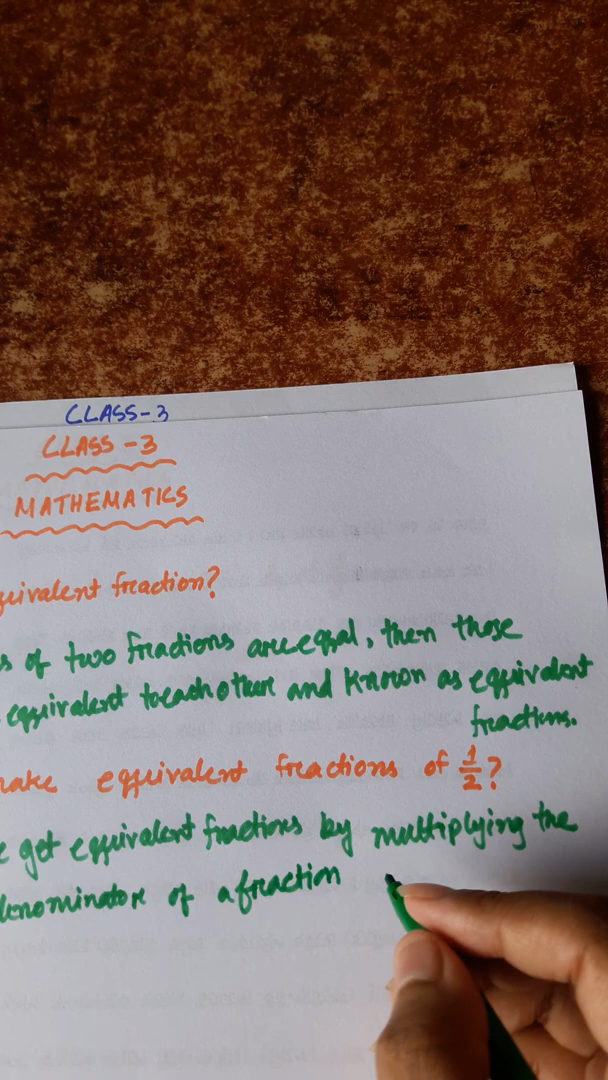 CLASS-3
CLASS -3
MATHEMATICS
quivalent fraction?
s of two fractions are equal, then those
equivalent to each other and known as equivalent
fractions.
make equivalent fractions of 1/2?
e get equivalent fractions by multiplying the
denominator of a fraction